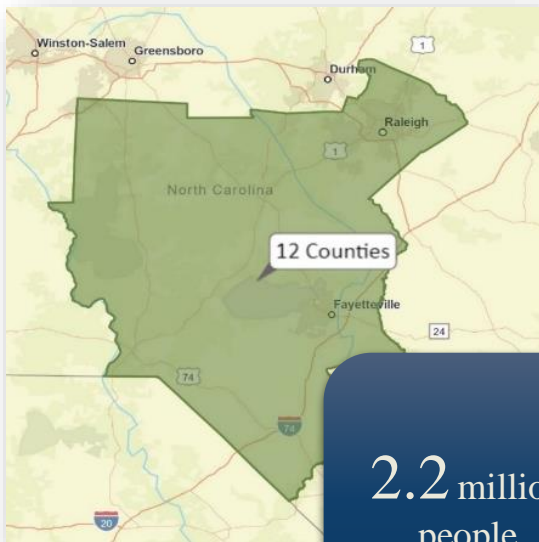 Winston-Salem
Greensboro
1
Durham
Raleigh
1
North Carolina
12 Counties
Fayetteville
24
74
74
20
2.2 millio
people